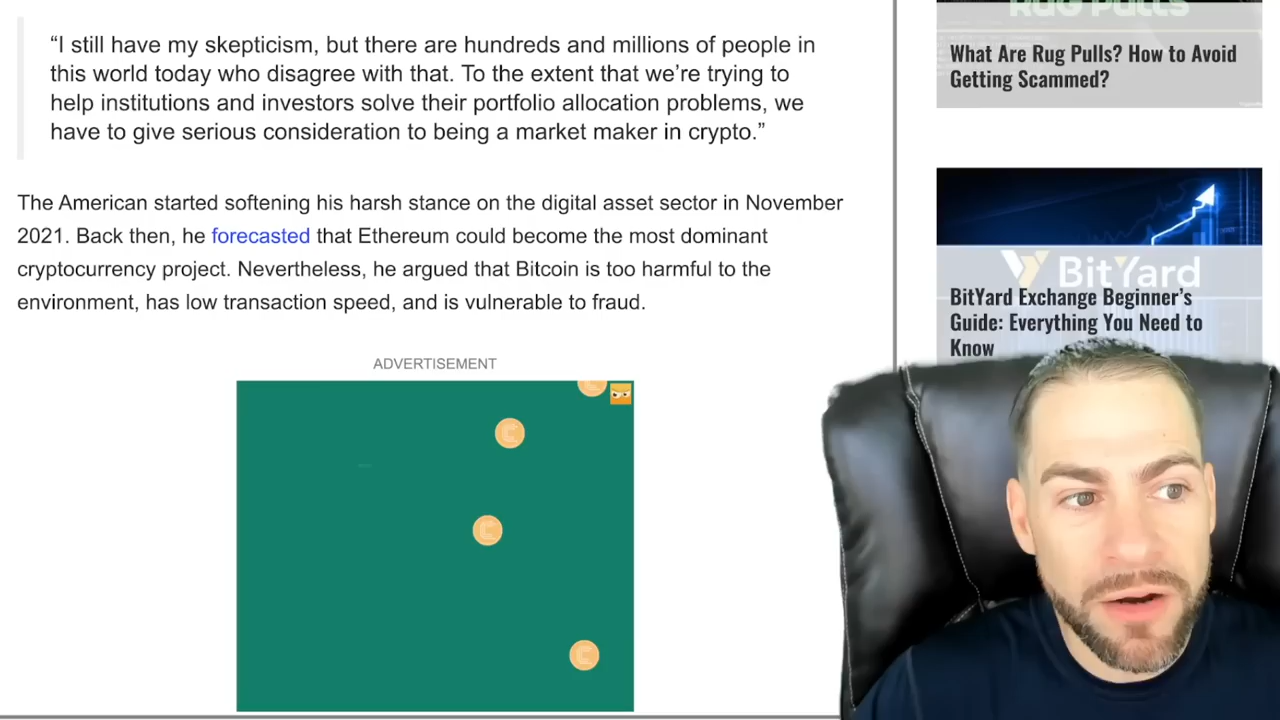 “I still have my skepticism, but there are hundreds and millions of people in
this world today who disagree with that. To the extent that we’re trying to
help institutions and investors solve their portfolio allocation problems, we
have to give serious consideration to being a market maker in crypto.”
The American started softening his harsh stance on the digital asset sector in November
2021. Back then, he forecasted that Ethereum could become the most dominant
cryptocurrency project. Nevertheless, he argued that Bitcoin is too harmful to the
environment, has low transaction speed, and is vulnerable to fraud.
ADVERTISEMENT
RUG PULLS
What Are Rug Pulls? How to Avoid
Getting Scammed?
BitYard
BitYard Exchange Beginner’s
Guide: Everything You Need to
Know